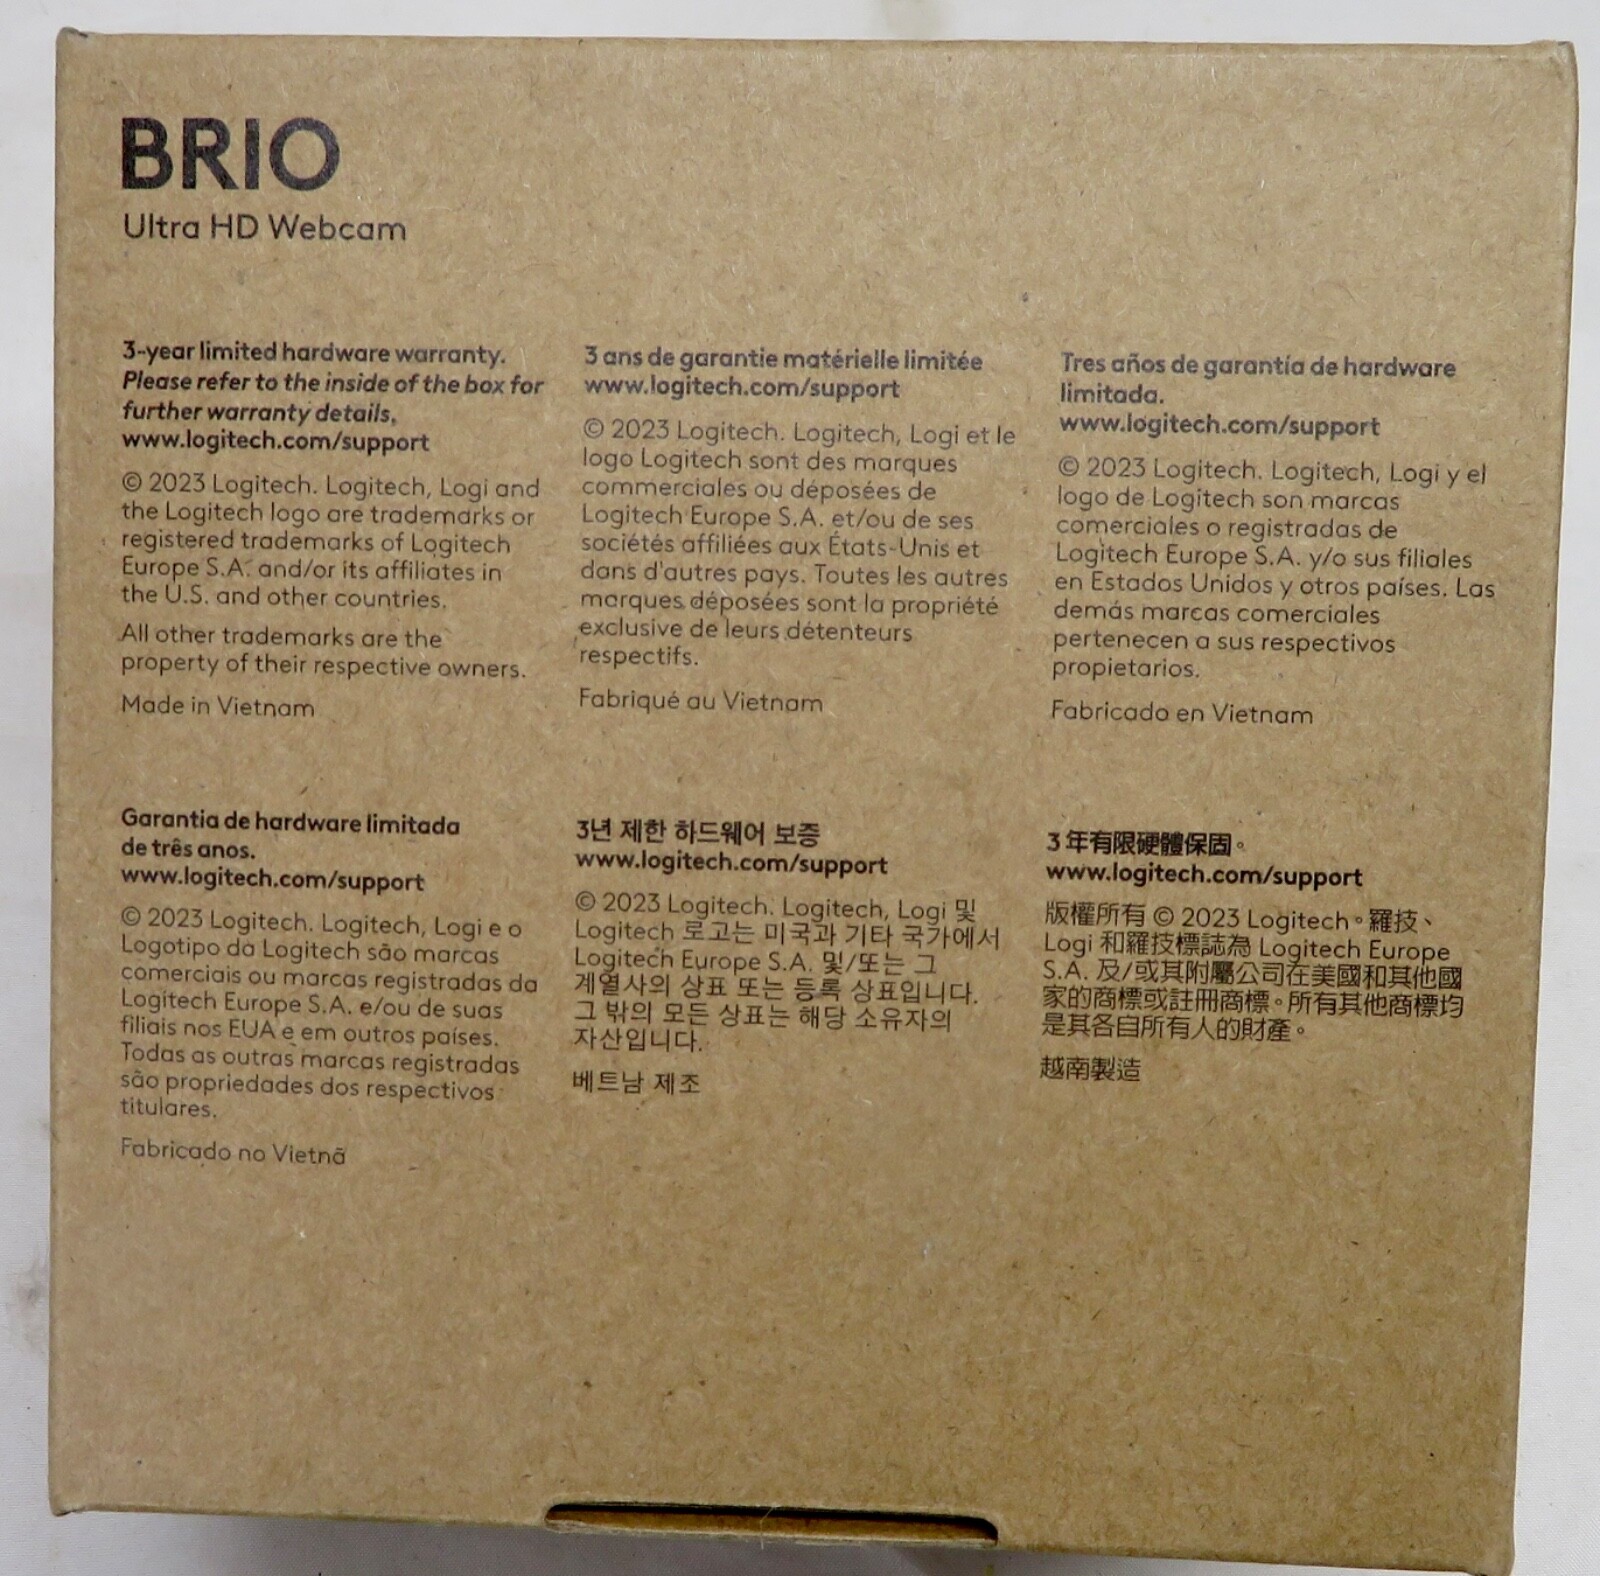 BRIO
Ultra HD Webcam
3-year limited hardware warranty.
Please refer to the inside of the box for
further warranty details.
www.logitech.com/support
© 2023 Logitech. Logitech, Logi and
the Logitech logo are trademarks or
registered trademarks of Logitech
Europe S.A. and/or its affiliates in
the U.S. and other countries.
All other trademarks are the
property of their respective owners.
Made in Vietnam
3 ans de garantie matérielle limitée
www.logitech.com/support
© 2023 Logitech. Logitech, Logi et le
logo Logitech sont des marques
commerciales ou déposées de
Logitech Europe S.A. et/ou de ses
sociétés affiliées aux États-Unis et
dans d'autres pays. Toutes les autres
marques déposées sont la propriété
exclusive de leurs détenteurs
respectifs.
Fabriqué au Vietnam
Tres años de garantía de hardware
limitada.
www.logitech.com/support
© 2023 Logitech. Logitech, Logi y el
logo de Logitech son marcas
comerciales o registradas de
Logitech Europe S.A. y/o sus filiales
en Estados Unidos y otros países. Las
demás marcas comerciales
pertenecen a sus respectivos
propietarios.
Fabricado en Vietnam
Garantia de hardware limitada
de três anos.
www.logitech.com/support
© 2023 Logitech. Logitech, Logi e o
Logotipo da Logitech são marcas
comerciais ou marcas registradas da
Logitech Europe S.A. e/ou de suas
filiais nos EUA e em outros países.
Todas as outras marcas registradas
são propriedades dos respectivos
titulares.
Fabricado no Vietnã
3년 제한 하드웨어 보증
www.logitech.com/support
© 2023 Logitech. Logitech, Logi 및
Logitech 로고는 미국과 기타 국가에서
Logitech Europe S.A. 및/또는 그
계열사의 상표 또는 등록 상표입니다.
그 밖의 모든 상표는 해당 소유자의
자산입니다.
베트남 제조
3 年有限硬體保固。
www.logitech.com/support
版權所有 © 2023 Logitech。羅技、
Logi 和羅技標誌為 Logitech Europe
S.A. 及/或其附屬公司在美國和其他國
家的商標或註冊商標。所有其他商標均
是其各自所有人的財產。
越南製造